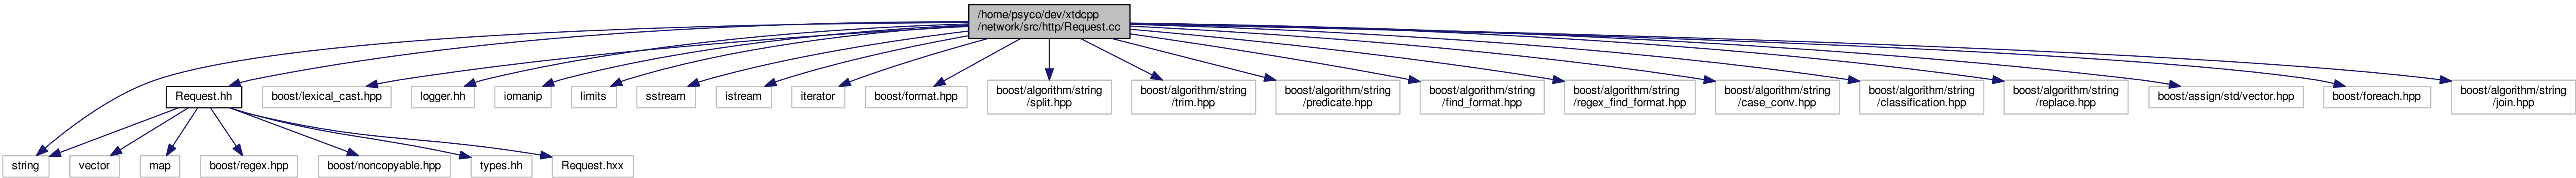 /home/psyco/dev/xtdcpp
/network/src/http/Request.cc
Request.hh
boost/lexical_cast.hpp
logger.hh
iomanip
limits
sstream
istream
iterator
boost/format.hpp
boost/algorithm/string
/split.hpp
boost/algorithm/string
/trim.hpp
boost/algorithm/string
/predicate.hpp
boost/algorithm/string
/find_format.hpp
boost/algorithm/string
/regex_find_format.hpp
boost/algorithm/string
/case_conv.hpp
boost/algorithm/string
/classification.hpp
boost/algorithm/string
/replace.hpp
boost/assign/std/vector.hpp
boost/foreach.hpp
boost/algorithm/string
/join.hpp
string
vector
map
boost/regex.hpp
boost/noncopyable.hpp
types.hh
Request.hxx